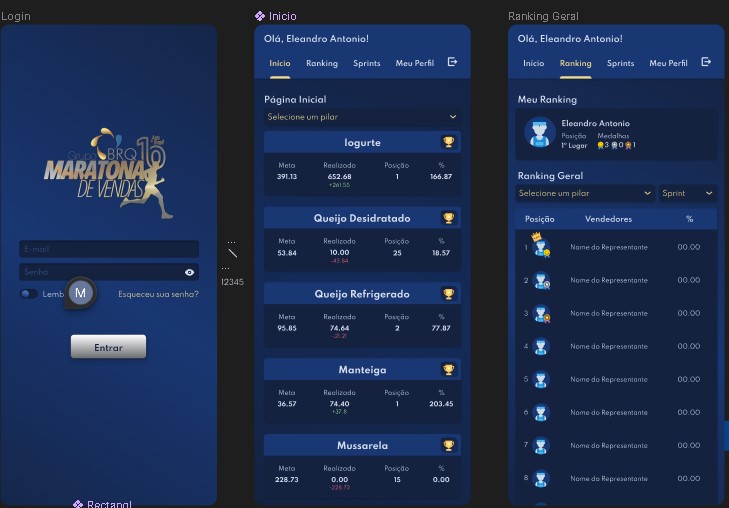 Login
Grupo BRQ 16 Anos
MARATONA
DE VENDAS
E-mail
Senha
Lemb
M
Esqueceu sua senha?
Entrar
Rectangl
...
...
12345
Inicio
Olá, Eleandro Antonio!
Início Ranking Sprints Meu Perfil
Página Inicial
Selecione um pilar
Iogurte
Meta Realizado Posição %
391.13 652.68 1 166.87
+261.55
Queijo Desidratado
Meta Realizado Posição %
53.84 10.00 25 18.57
-43.84
Queijo Refrigerado
Meta Realizado Posição %
95.85 74.64 2 77.87
-21.21
Manteiga
Meta Realizado Posição %
36.57 74.40 1 203.45
+37.8
Mussarela
Meta Realizado Posição %
228.73 0.00 15 0.00
-228.73
Ranking Geral
Olá, Eleandro Antonio!
Início Ranking Sprints Meu Perfil
Meu Ranking
Eleandro Antonio
Posição Medalhas
1º Lugar 3 0 1
Ranking Geral
Selecione um pilar Sprint
Posição Vendedores %
1 Nome do Representante 00.00
2 Nome do Representante 00.00
3 Nome do Representante 00.00
4 Nome do Representante 00.00
5 Nome do Representante 00.00
6 Nome do Representante 00.00
7 Nome do Representante 00.00
8 Nome do Representante 00.00